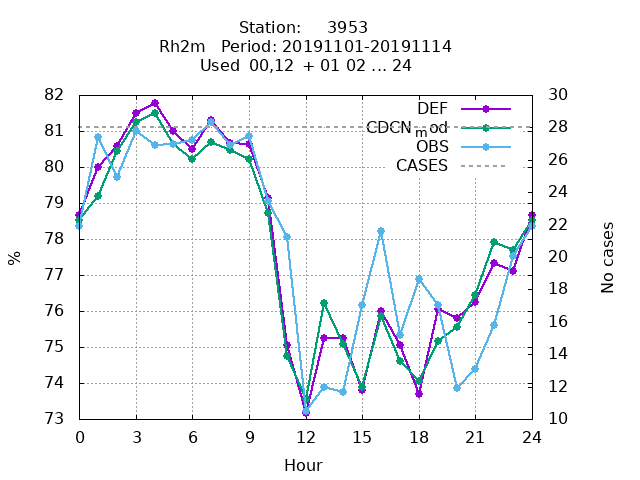 Station: 3953
Rh2m Period: 20191101-20191114
Used 00,12 + 01 02 ... 24
82 30
DEF
CDCN_mod
81 28
OBS
80 26
CASES
79 24
22
78
20
%
No cases
77
18
76
16
75
14
74 12
73 10
0 3 6 9 12 15 18 21 24
Hour